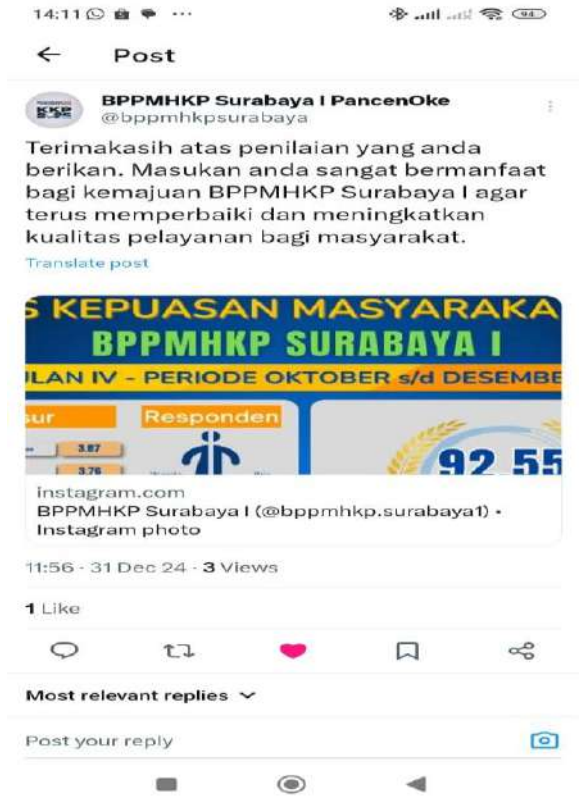 14:11
94
Post
KKP
BPPMHKP Surabaya I PancenOke
@bppmhkpsurabaya
Terimakasih atas penilaian yang anda
berikan. Masukan anda sangat bermanfaat
bagi kemajuan BPPMHKP Surabaya I agar
terus memperbaiki dan meningkatkan
kualitas pelayanan bagi masyarakat.
Translate post
S KEPUASAN MASYARAKA
BPPMHKP SURABAYA I
ULAN IV - PERIODE OKTOBER s/d DESEMBE
sur
Responden
3.87
3.76
92.55
instagram.com
BPPMHKP Surabaya I (@bppmhkp.surabaya1) •
Instagram photo
11:56 · 31 Dec 24 · 3 Views
1 Like
Most relevant replies
Post your reply